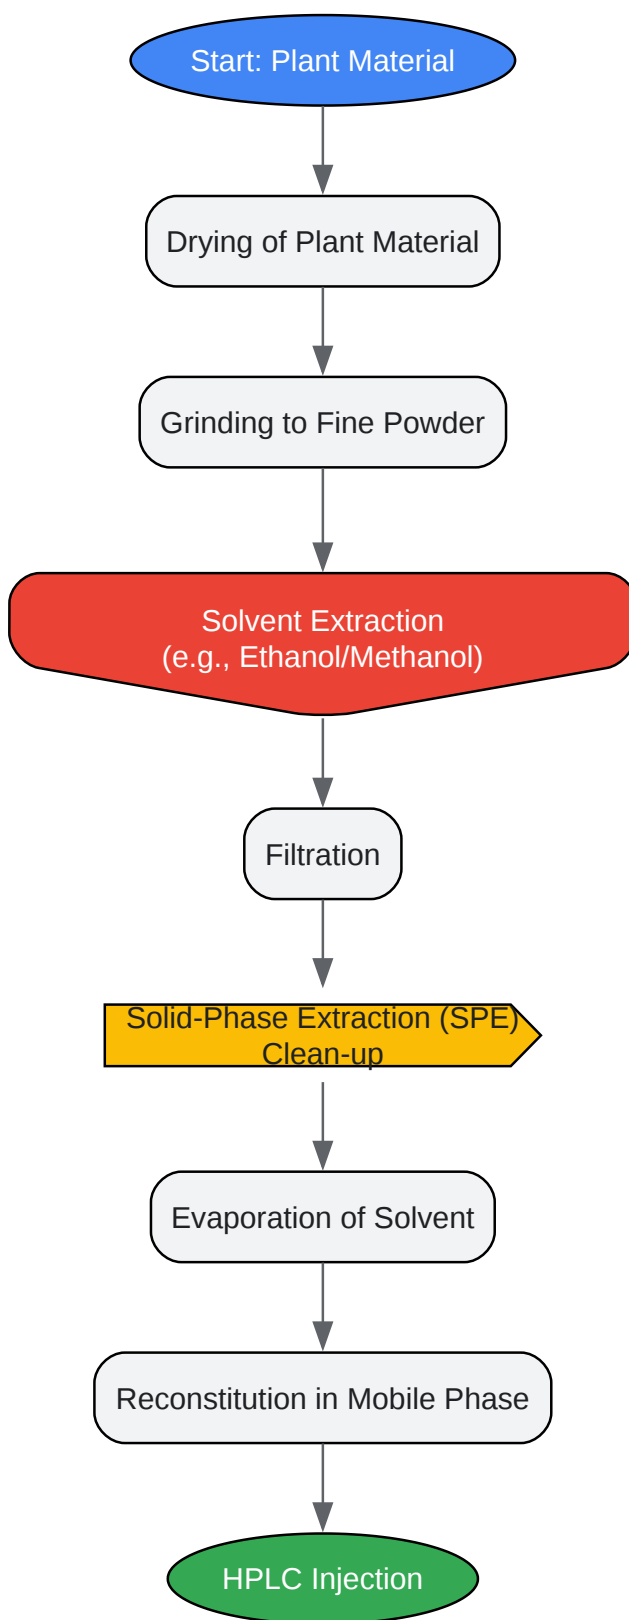 Start: Plant Material
Drying of Plant Material
Grinding to Fine Powder
Solvent Extraction
(e.g., Ethanol/Methanol)
Filtration
Solid-Phase Extraction (SPE)
Clean-up
Evaporation of Solvent
Reconstitution in Mobile Phase
HPLC Injection